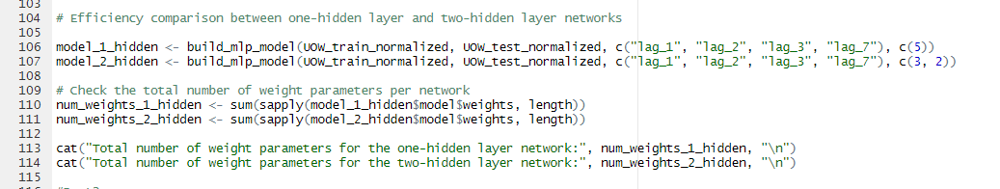 103
104 # Efficiency comparison between one-hidden layer and two-hidden layer networks
105
106 model_1_hidden <- build_mlp_model(UOW_train_normalized, UOW_test_normalized, c("lag_1", "lag_2", "lag_3", "lag_7"), c(5))
107 model_2_hidden <- build_mlp_model(UOW_train_normalized, UOW_test_normalized, c("lag_1", "lag_2", "lag_3", "lag_7"), c(3, 2))
108
109 # Check the total number of weight parameters per network
110 num_weights_1_hidden <- sum(sapply(model_1_hidden$model$weights, length))
111 num_weights_2_hidden <- sum(sapply(model_2_hidden$model$weights, length))
112
113 cat("Total number of weight parameters for the one-hidden layer network:", num_weights_1_hidden, "\n")
114 cat("Total number of weight parameters for the two-hidden layer network:", num_weights_2_hidden, "\n")
115